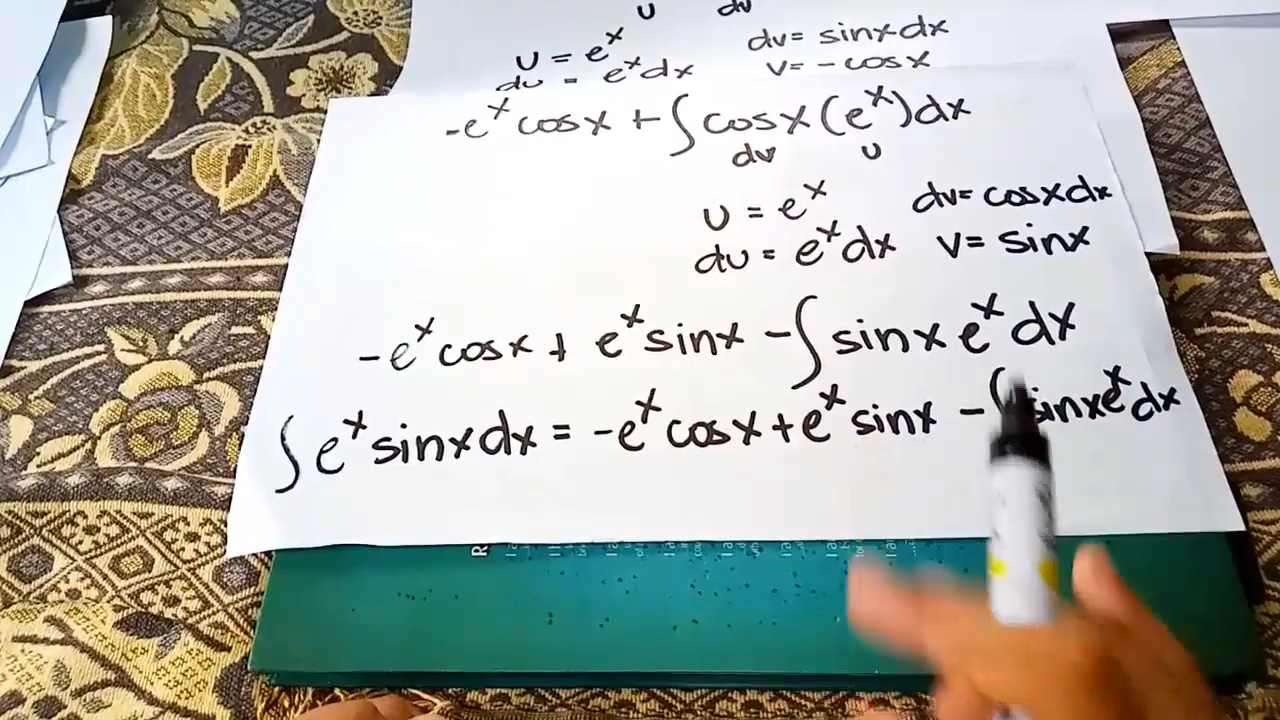 u dv
u = e^x dv = sinx dx
du = e^x dx v = -cosx
-e^x cosx + ∫ cosx (e^x) dx
dv u
u = e^x dv = cosx dx
du = e^x dx v = sinx
-e^x cosx + e^x sinx - ∫ sinx e^x dx
∫ e^x sinx dx = -e^x cosx + e^x sinx - ∫ sinx e^x dx